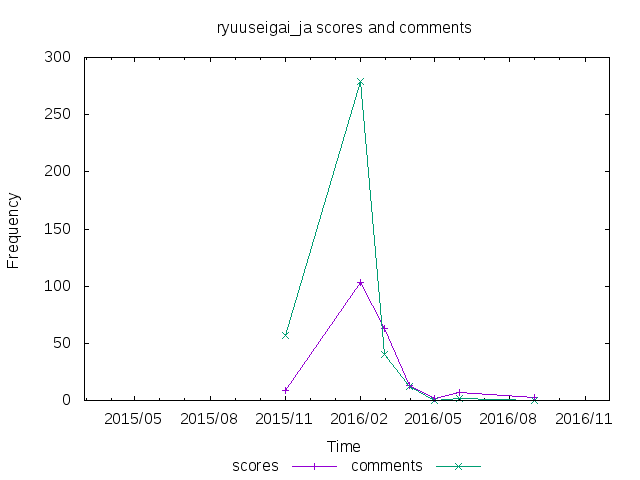 ryuuseigai_ja scores and comments
300
250
200
150
100
50
0
Frequency
2015/05 2015/08 2015/11 2016/02 2016/05 2016/08 2016/11
Time
scores comments